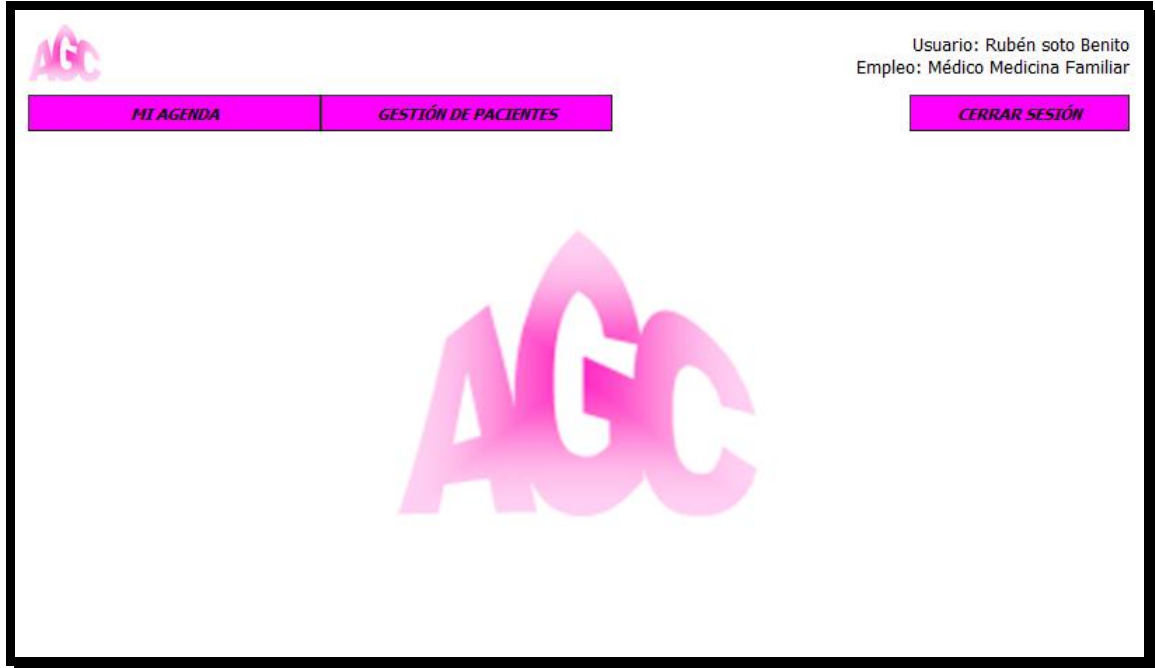 AGC
Usuario: Rubén soto Benito
Empleo: Médico Medicina Familiar
MI AGENDA
GESTIÓN DE PACIENTES
CERRAR SESIÓN
AGC